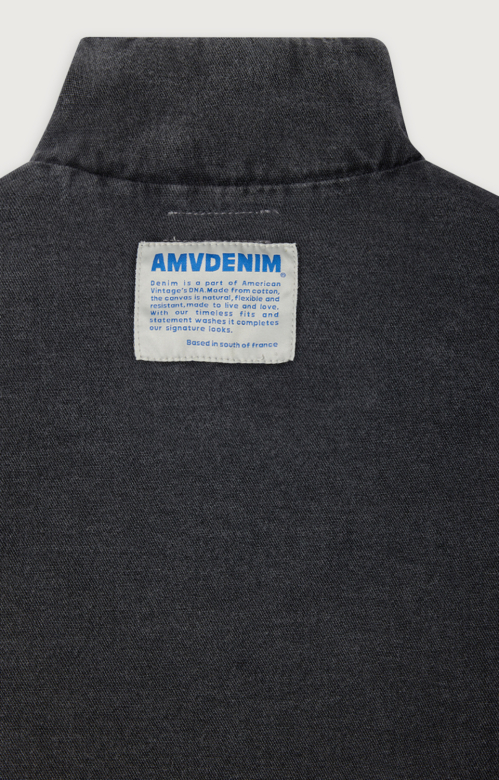 AMVDENIM
®
Denim is a part of American
Vintage's DNA. Made from cotton,
the canvas is natural, flexible and
resistant, made to live and love.
With our timeless fits and
statement washes it completes
our signature looks.
Based in south of France